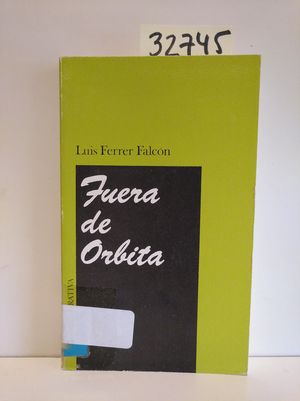 32745
Luis Ferrer Falcón
Fuera
de
Orbita